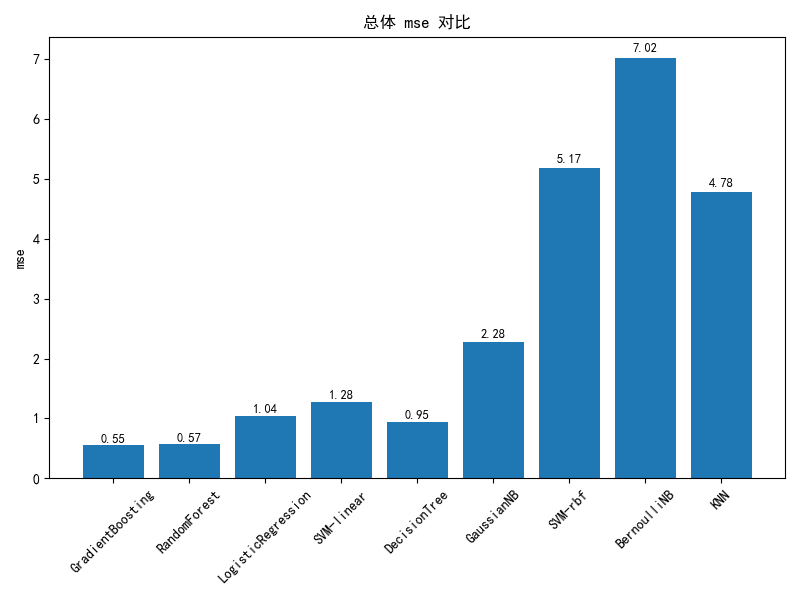 总体 mse 对比
7.02
5.17
4.78
2.28
1.28
1.04
0.95
0.57
0.55
7
6
5
4
3
2
1
0
mse
GradientBoosting
RandomForest
LogisticRegression
SVM-linear
DecisionTree
GaussianNB
SVM-rbf
BernoulliNB
KNN